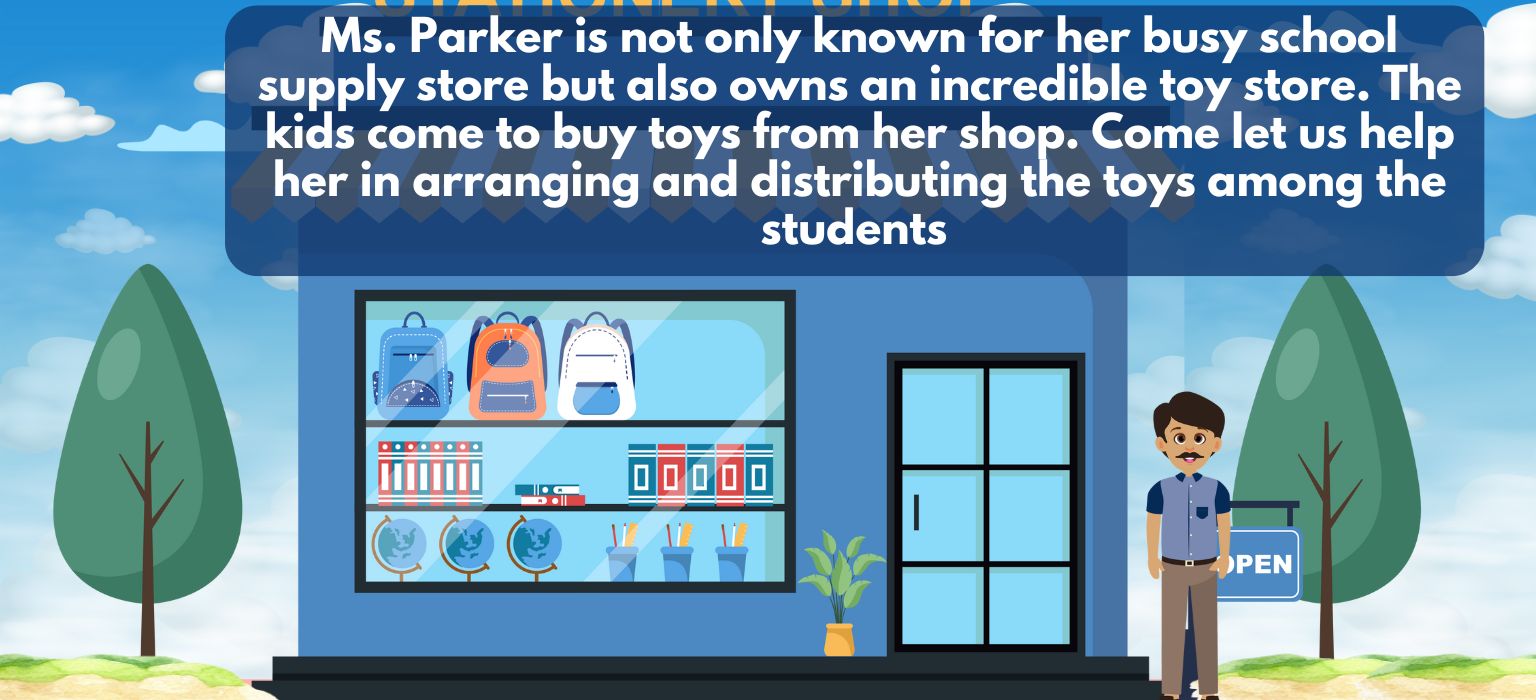 STATIONERY SHOP
Ms. Parker is not only known for her busy school
supply store but also owns an incredible toy store. The
kids come to buy toys from her shop. Come let us help
her in arranging and distributing the toys among the
students
OPEN